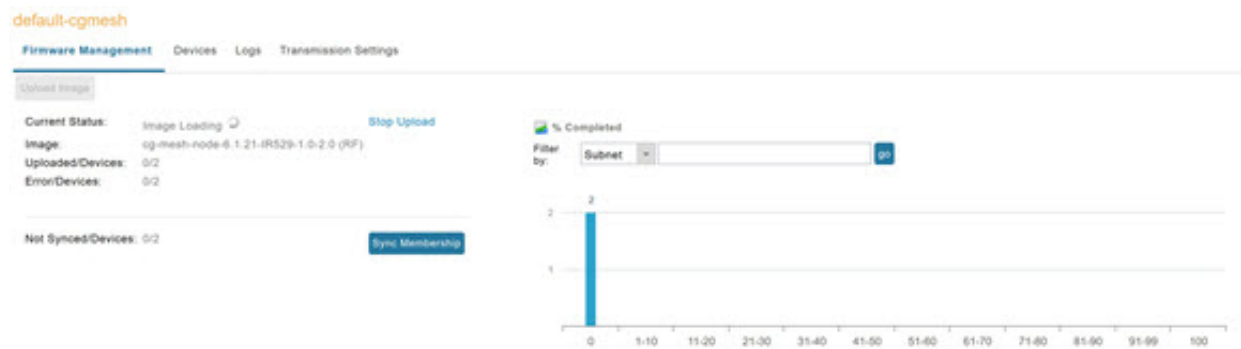 default-cgmesh
Firmware Management Devices Logs Transmission Settings
Upload Image
Current Status: Image Loading Stop Upload
Image: cg-mesh-node-6.1.21-IR529-1.0-2.0 (RF)
Uploaded/Devices: 0/2
Error/Devices: 0/2
Not Synced/Devices: 0/2 Sync Membership
% Completed
Filter by: Subnet go
2
2
1
0 1-10 11-20 21-30 31-40 41-50 51-60 61-70 71-80 81-90 91-99 100